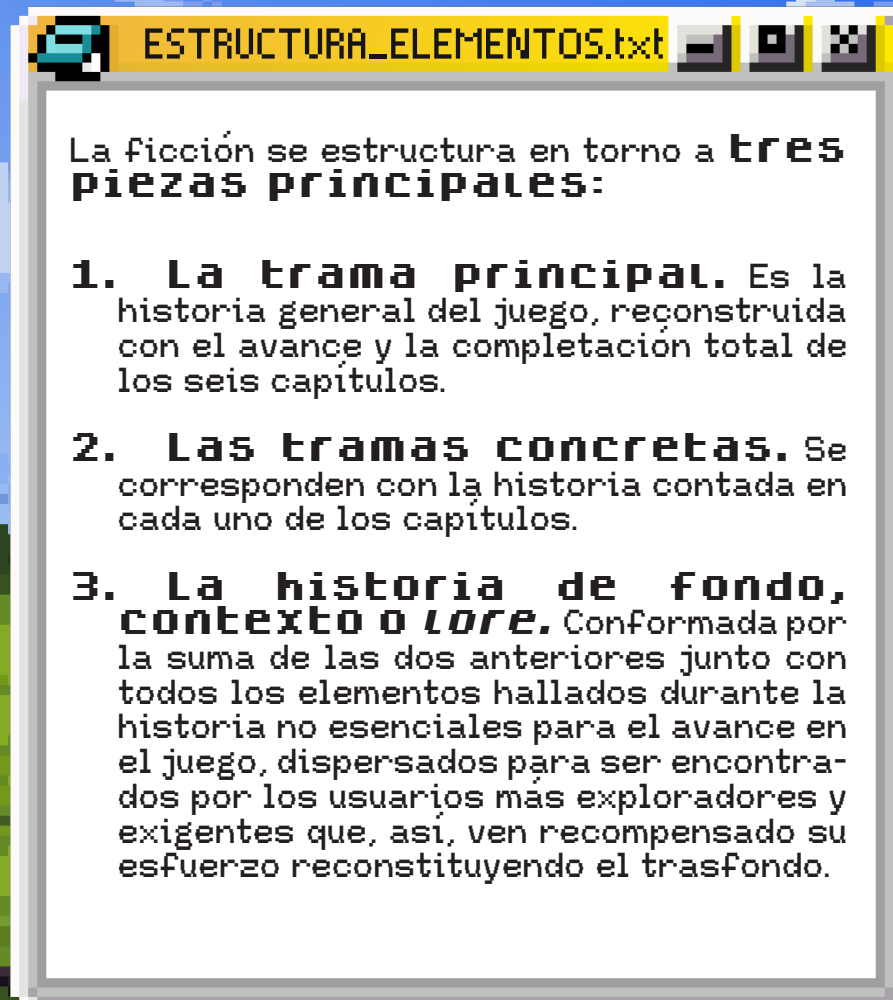 ESTRUCTURA_ELEMENTOS.txt
La ficción se estructura en torno a tres
piezas principales:
1. La trama principal. Es la
historia general del juego, reconstruida
con el avance y la completación total de
los seis capítulos.
2. Las tramas concretas. Se
corresponden con la historia contada en
cada uno de los capítulos.
3. La historia de fondo,
contexto o lore. Conformada por
la suma de las dos anteriores junto con
todos los elementos hallados durante la
historia no esenciales para el avance en
el juego, dispersados para ser encontra-
dos por los usuarios más exploradores y
exigentes que, así, ven recompensado su
esfuerzo reconstituyendo el trasfondo.